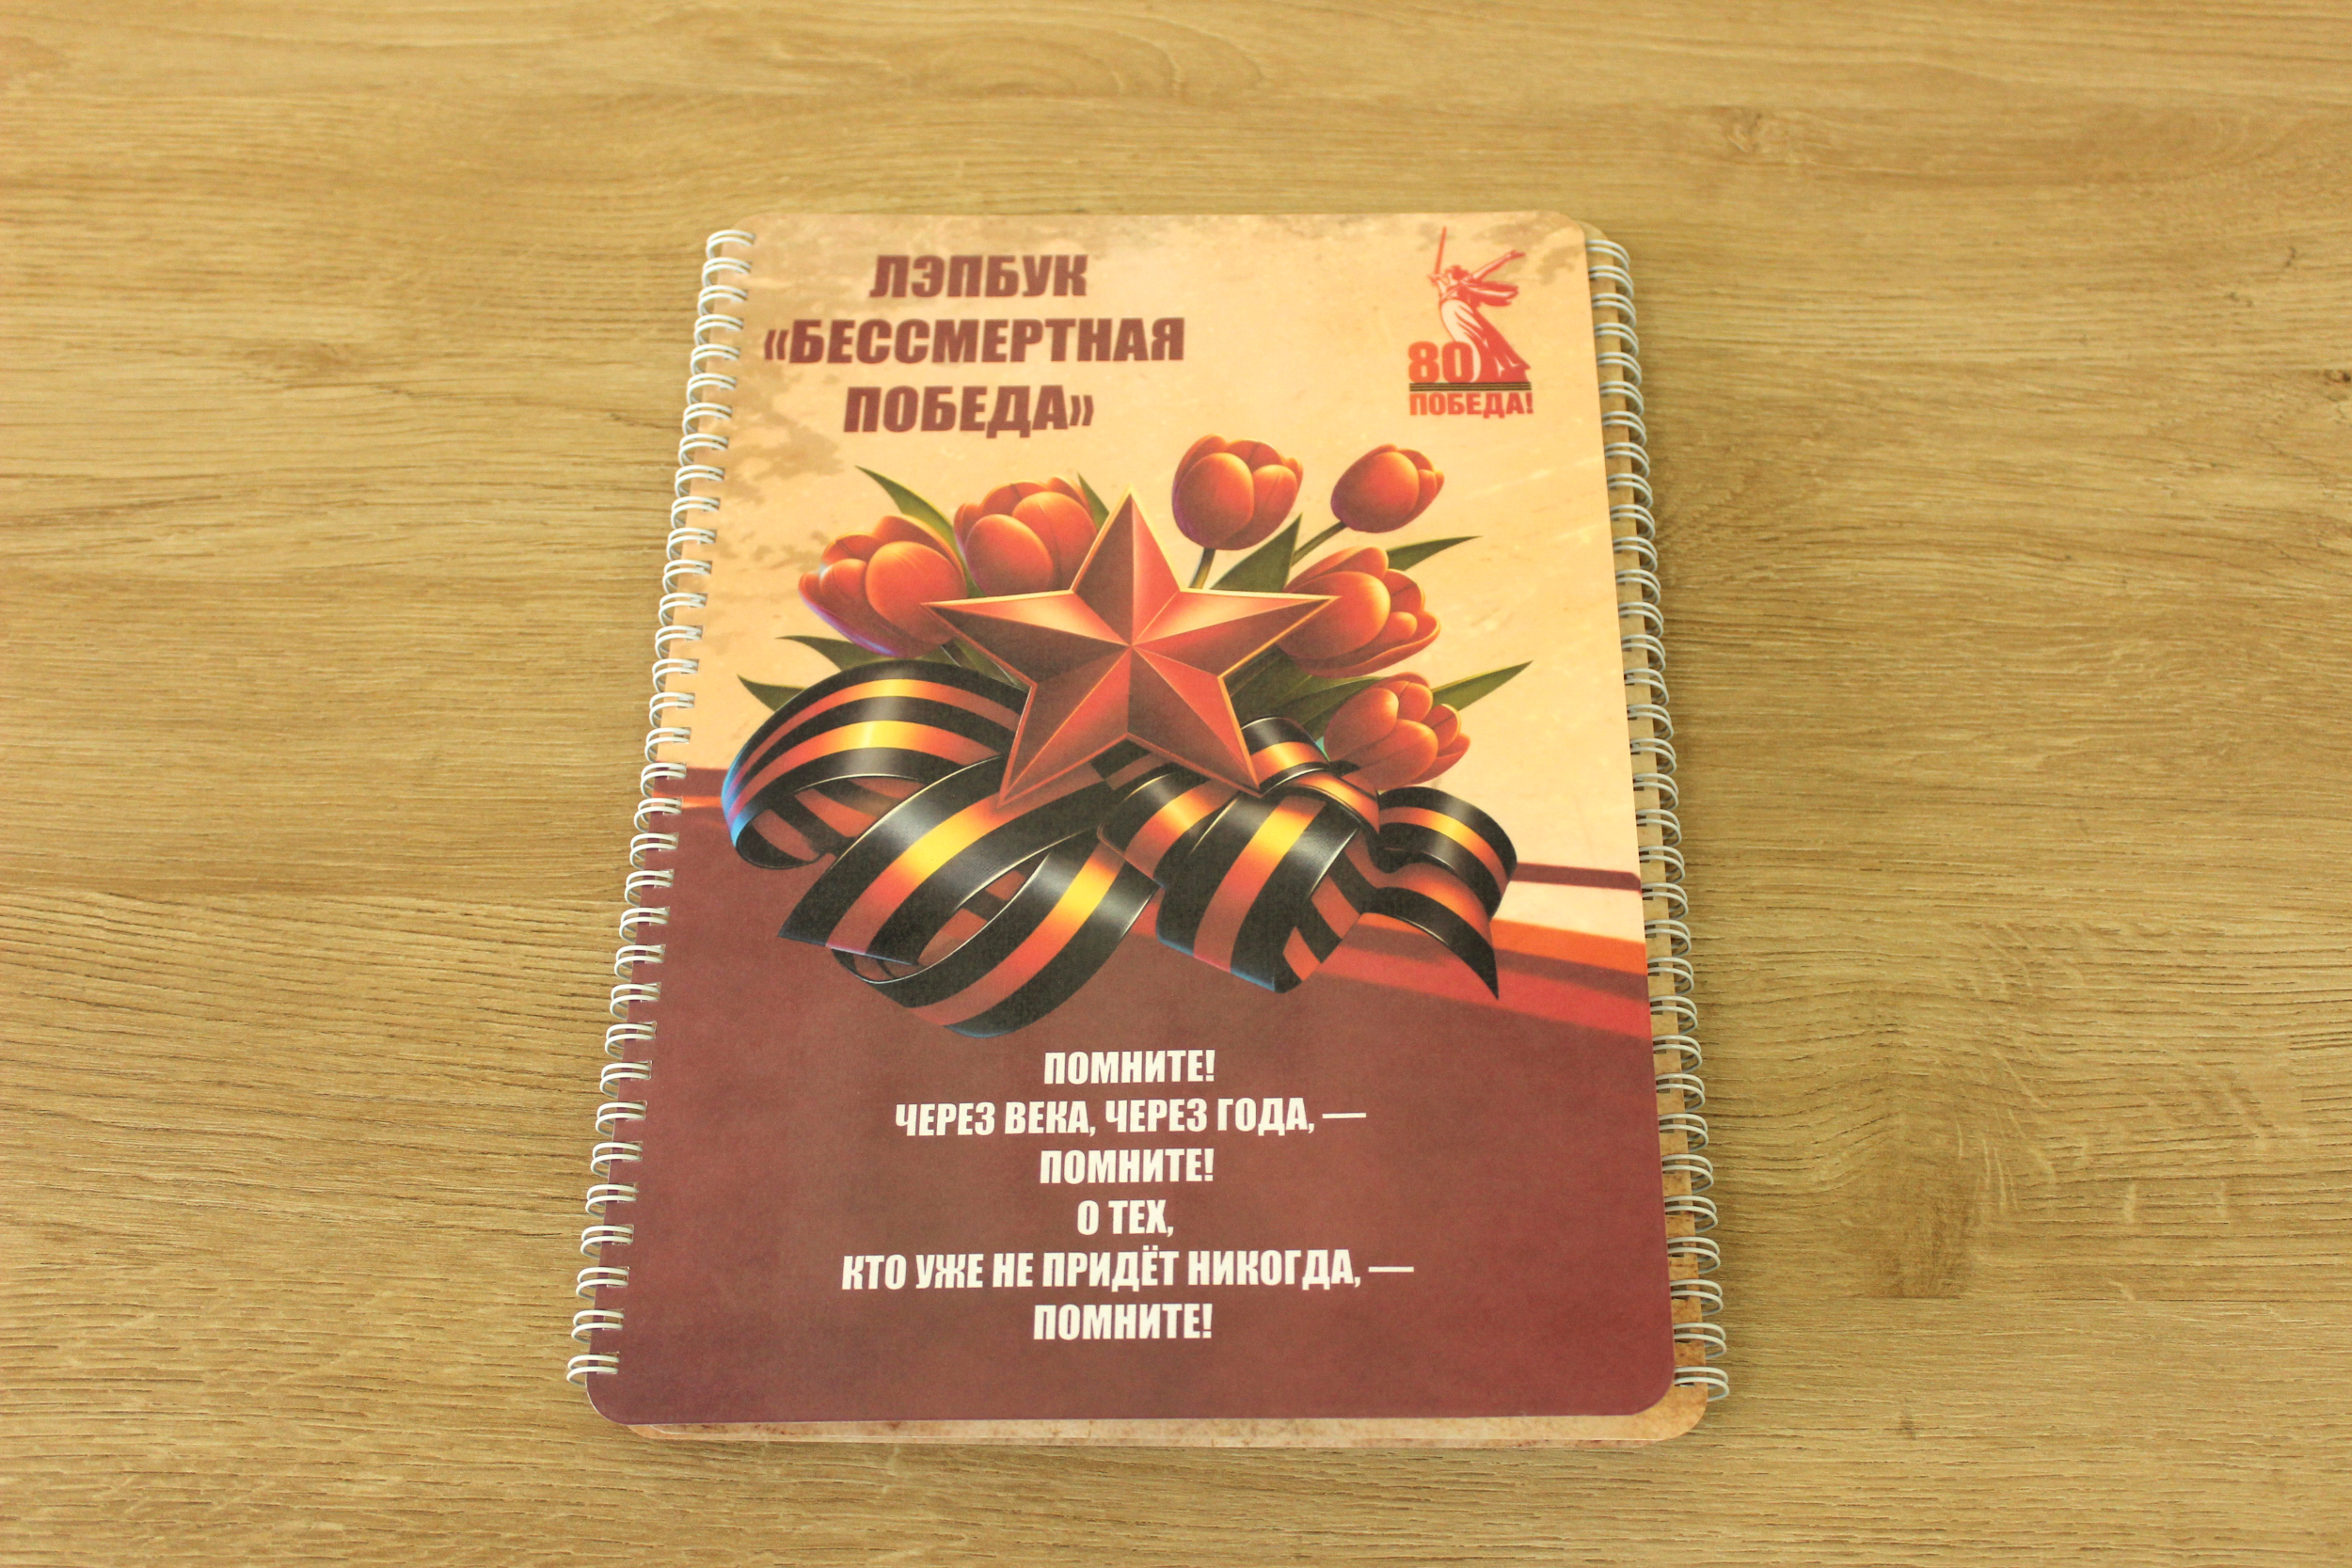 ЛЭПБУК
«БЕССМЕРТНАЯ
ПОБЕДА»
80
ПОБЕДА!
ПОМНИТЕ!
ЧЕРЕЗ ВЕКА, ЧЕРЕЗ ГОДА, —
ПОМНИТЕ!
О ТЕХ,
КТО УЖЕ НЕ ПРИДЁТ НИКОГДА, —
ПОМНИТЕ!